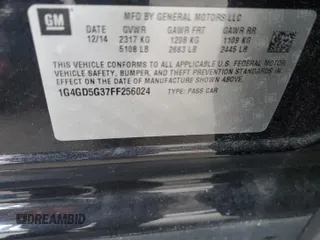 GM
MFD BY GENERAL MOTORS LLC
DATE GVWR GAWR FRT GAWR RR
12/14 2317 KG 1208 KG 1109 KG
5108 LB 2663 LB 2445 LB
THIS VEHICLE CONFORMS TO ALL APPLICABLE U.S. FEDERAL MOTOR
VEHICLE SAFETY, BUMPER, AND THEFT PREVENTION STANDARDS IN
EFFECT ON THE DATE OF MANUFACTURE SHOWN ABOVE.
1G4GD5G37FF256024 TYPE: PASS CAR
DREAMBID